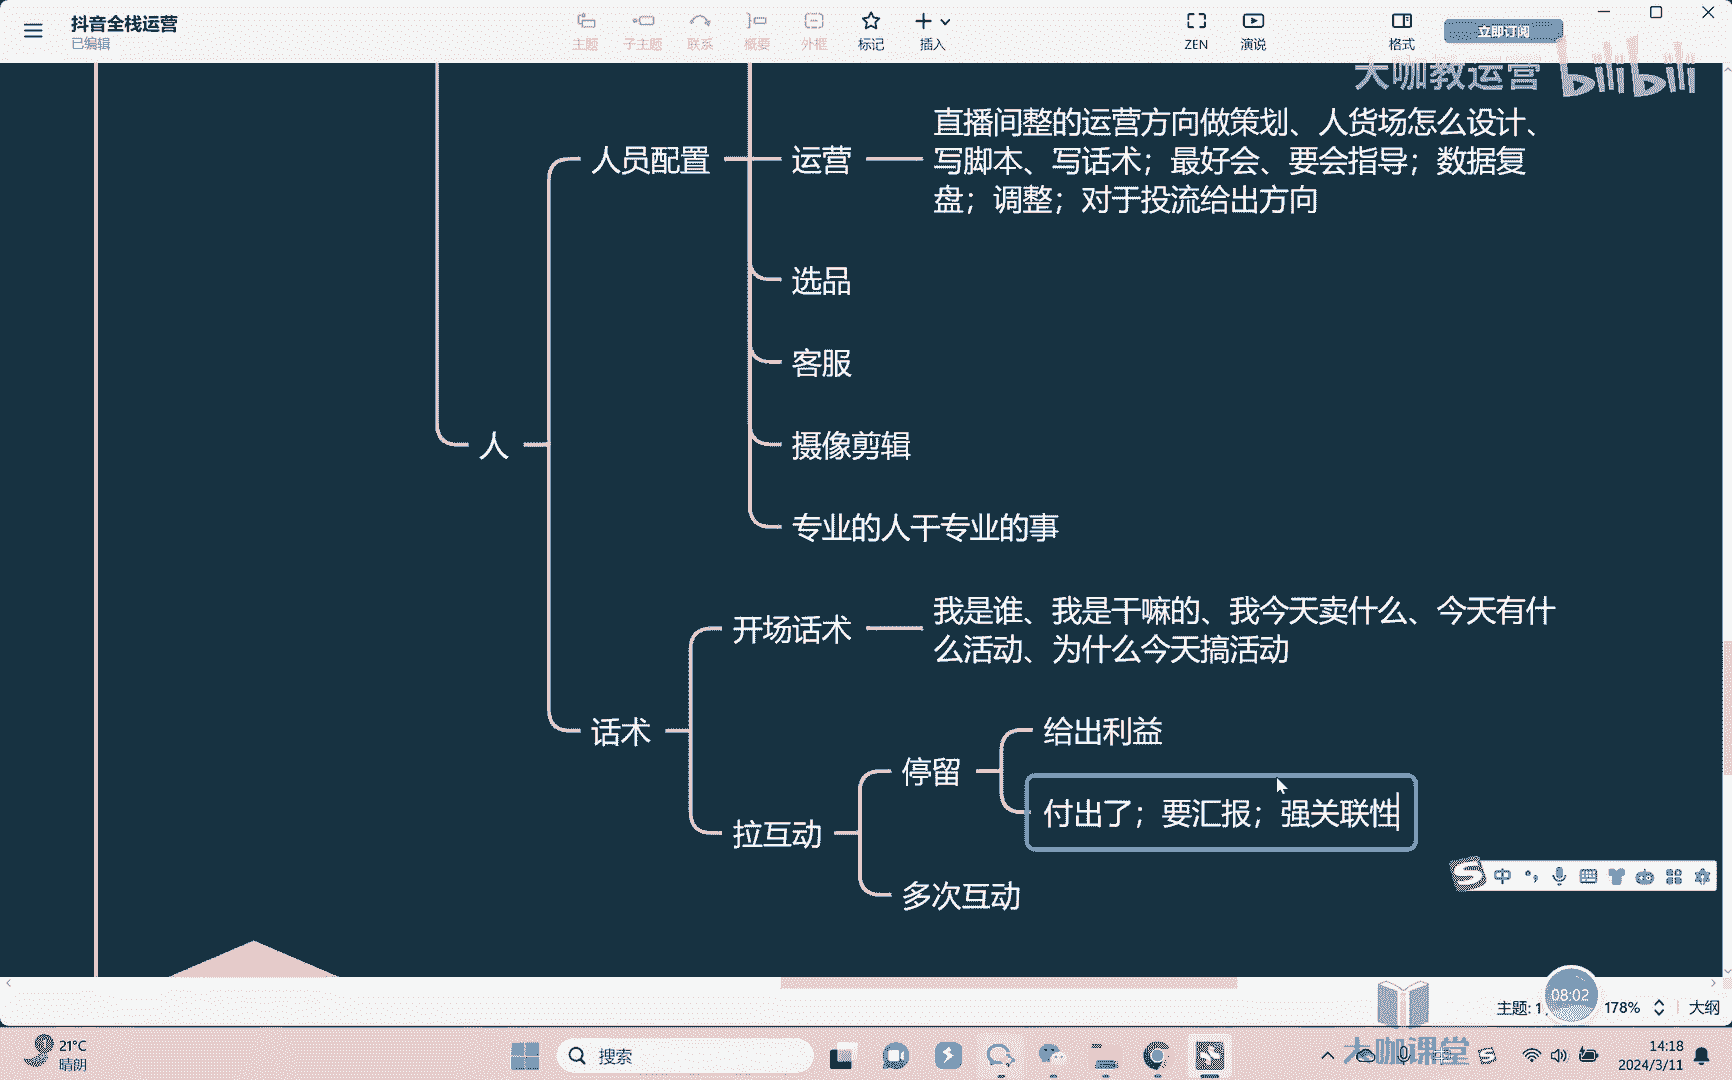 抖音全栈运营
已编辑
主题
子主题
联系
概要
外框
标记
插入
ZEN
演说
格式
立即订阅
大咖教运营
bilibili
人
人员配置
运营
直播间整的运营方向做策划、人货场怎么设计、
写脚本、写话术；最好会、要会指导；数据复
盘；调整；对于投流给出方向
选品
客服
摄像剪辑
专业的人干专业的事
话术
开场话术
我是谁、我是干嘛的、我今天卖什么、今天有什
么活动、为什么今天搞活动
拉互动
停留
给出利益
付出了；要汇报；强关联性
多次互动
中
主题: 1
08:02
178%
大纲
大咖课堂
21°C
晴朗
搜索
14:18
2024/3/11